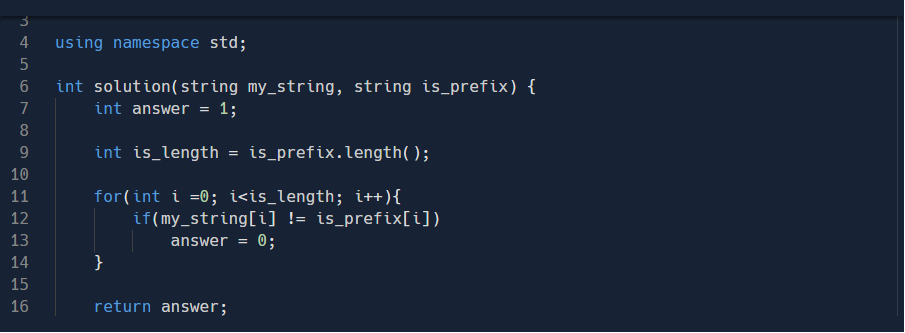 3
4 using namespace std;
5
6 int solution(string my_string, string is_prefix) {
7     int answer = 1;
8
9     int is_length = is_prefix.length();
10
11     for(int i =0; i<is_length; i++){
12         if(my_string[i] != is_prefix[i])
13             answer = 0;
14     }
15
16     return answer;